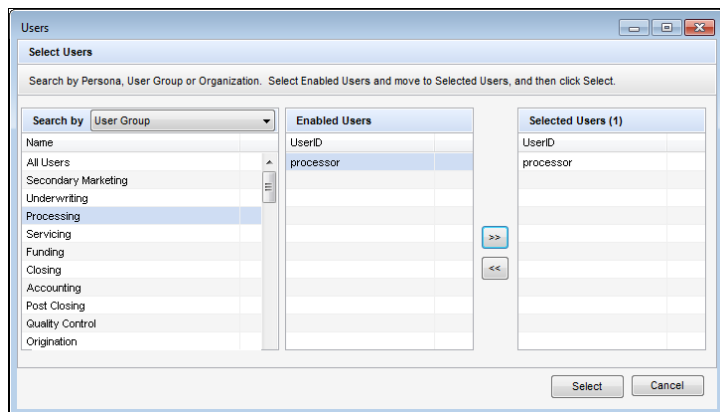 Users
Select Users
Search by Persona, User Group or Organization. Select Enabled Users and move to Selected Users, and then click Select.
Search by User Group
Name
All Users
Secondary Marketing
Underwriting
Processing
Servicing
Funding
Closing
Accounting
Post Closing
Quality Control
Origination
Enabled Users
UserID
processor
>>
<<
Selected Users (1)
UserID
processor
Select Cancel